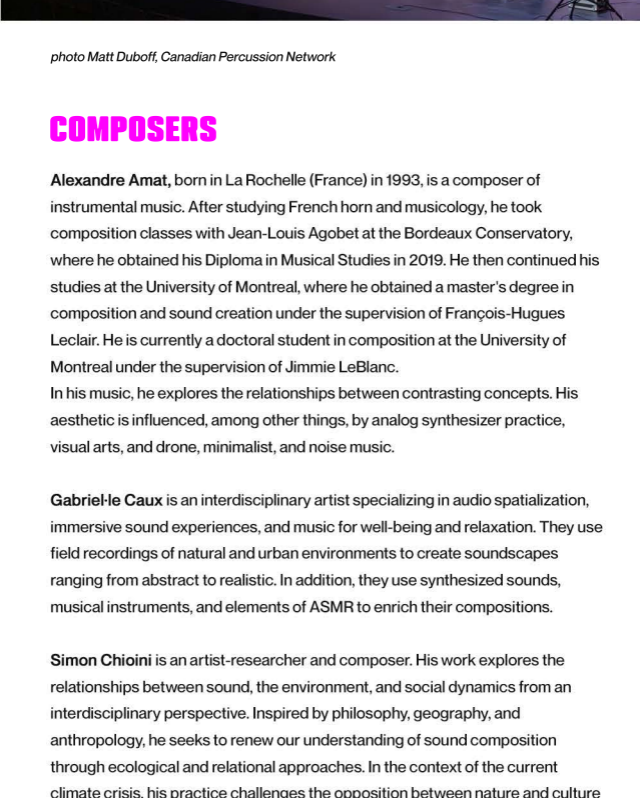 photo Matt Duboff, Canadian Percussion Network
COMPOSERS
Alexandre Amat, born in La Rochelle (France) in 1993, is a composer of
instrumental music. After studying French horn and musicology, he took
composition classes with Jean-Louis Agobet at the Bordeaux Conservatory,
where he obtained his Diploma in Musical Studies in 2019. He then continued his
studies at the University of Montreal, where he obtained a master's degree in
composition and sound creation under the supervision of François-Hugues
Leclair. He is currently a doctoral student in composition at the University of
Montreal under the supervision of Jimmie LeBlanc.
In his music, he explores the relationships between contrasting concepts. His
aesthetic is influenced, among other things, by analog synthesizer practice,
visual arts, and drone, minimalist, and noise music.
Gabriel·le Caux is an interdisciplinary artist specializing in audio spatialization,
immersive sound experiences, and music for well-being and relaxation. They use
field recordings of natural and urban environments to create soundscapes
ranging from abstract to realistic. In addition, they use synthesized sounds,
musical instruments, and elements of ASMR to enrich their compositions.
Simon Chioini is an artist-researcher and composer. His work explores the
relationships between sound, the environment, and social dynamics from an
interdisciplinary perspective. Inspired by philosophy, geography, and
anthropology, he seeks to renew our understanding of sound composition
through ecological and relational approaches. In the context of the current
climate crisis, his practice challenges the opposition between nature and culture